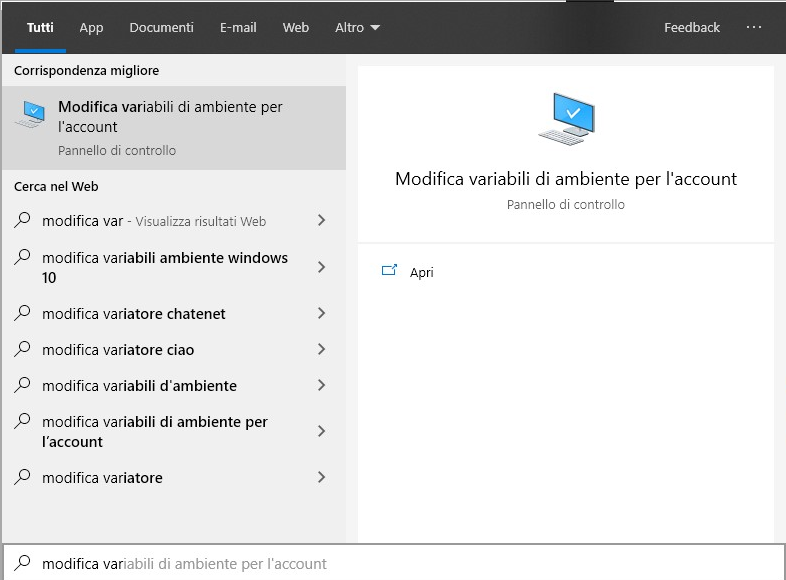 Tutti App Documenti E-mail Web Altro Feedback ...
Corrispondenza migliore
Modifica variabili di ambiente per
l'account
Pannello di controllo
Cerca nel Web
modifica var - Visualizza risultati Web
modifica variabili ambiente windows
10
modifica variatore chatenet
modifica variatore ciao
modifica variabili d'ambiente
modifica variabili di ambiente per
l’account
modifica variatore
Modifica variabili di ambiente per l'account
Pannello di controllo
Apri
modifica variabili di ambiente per l'account